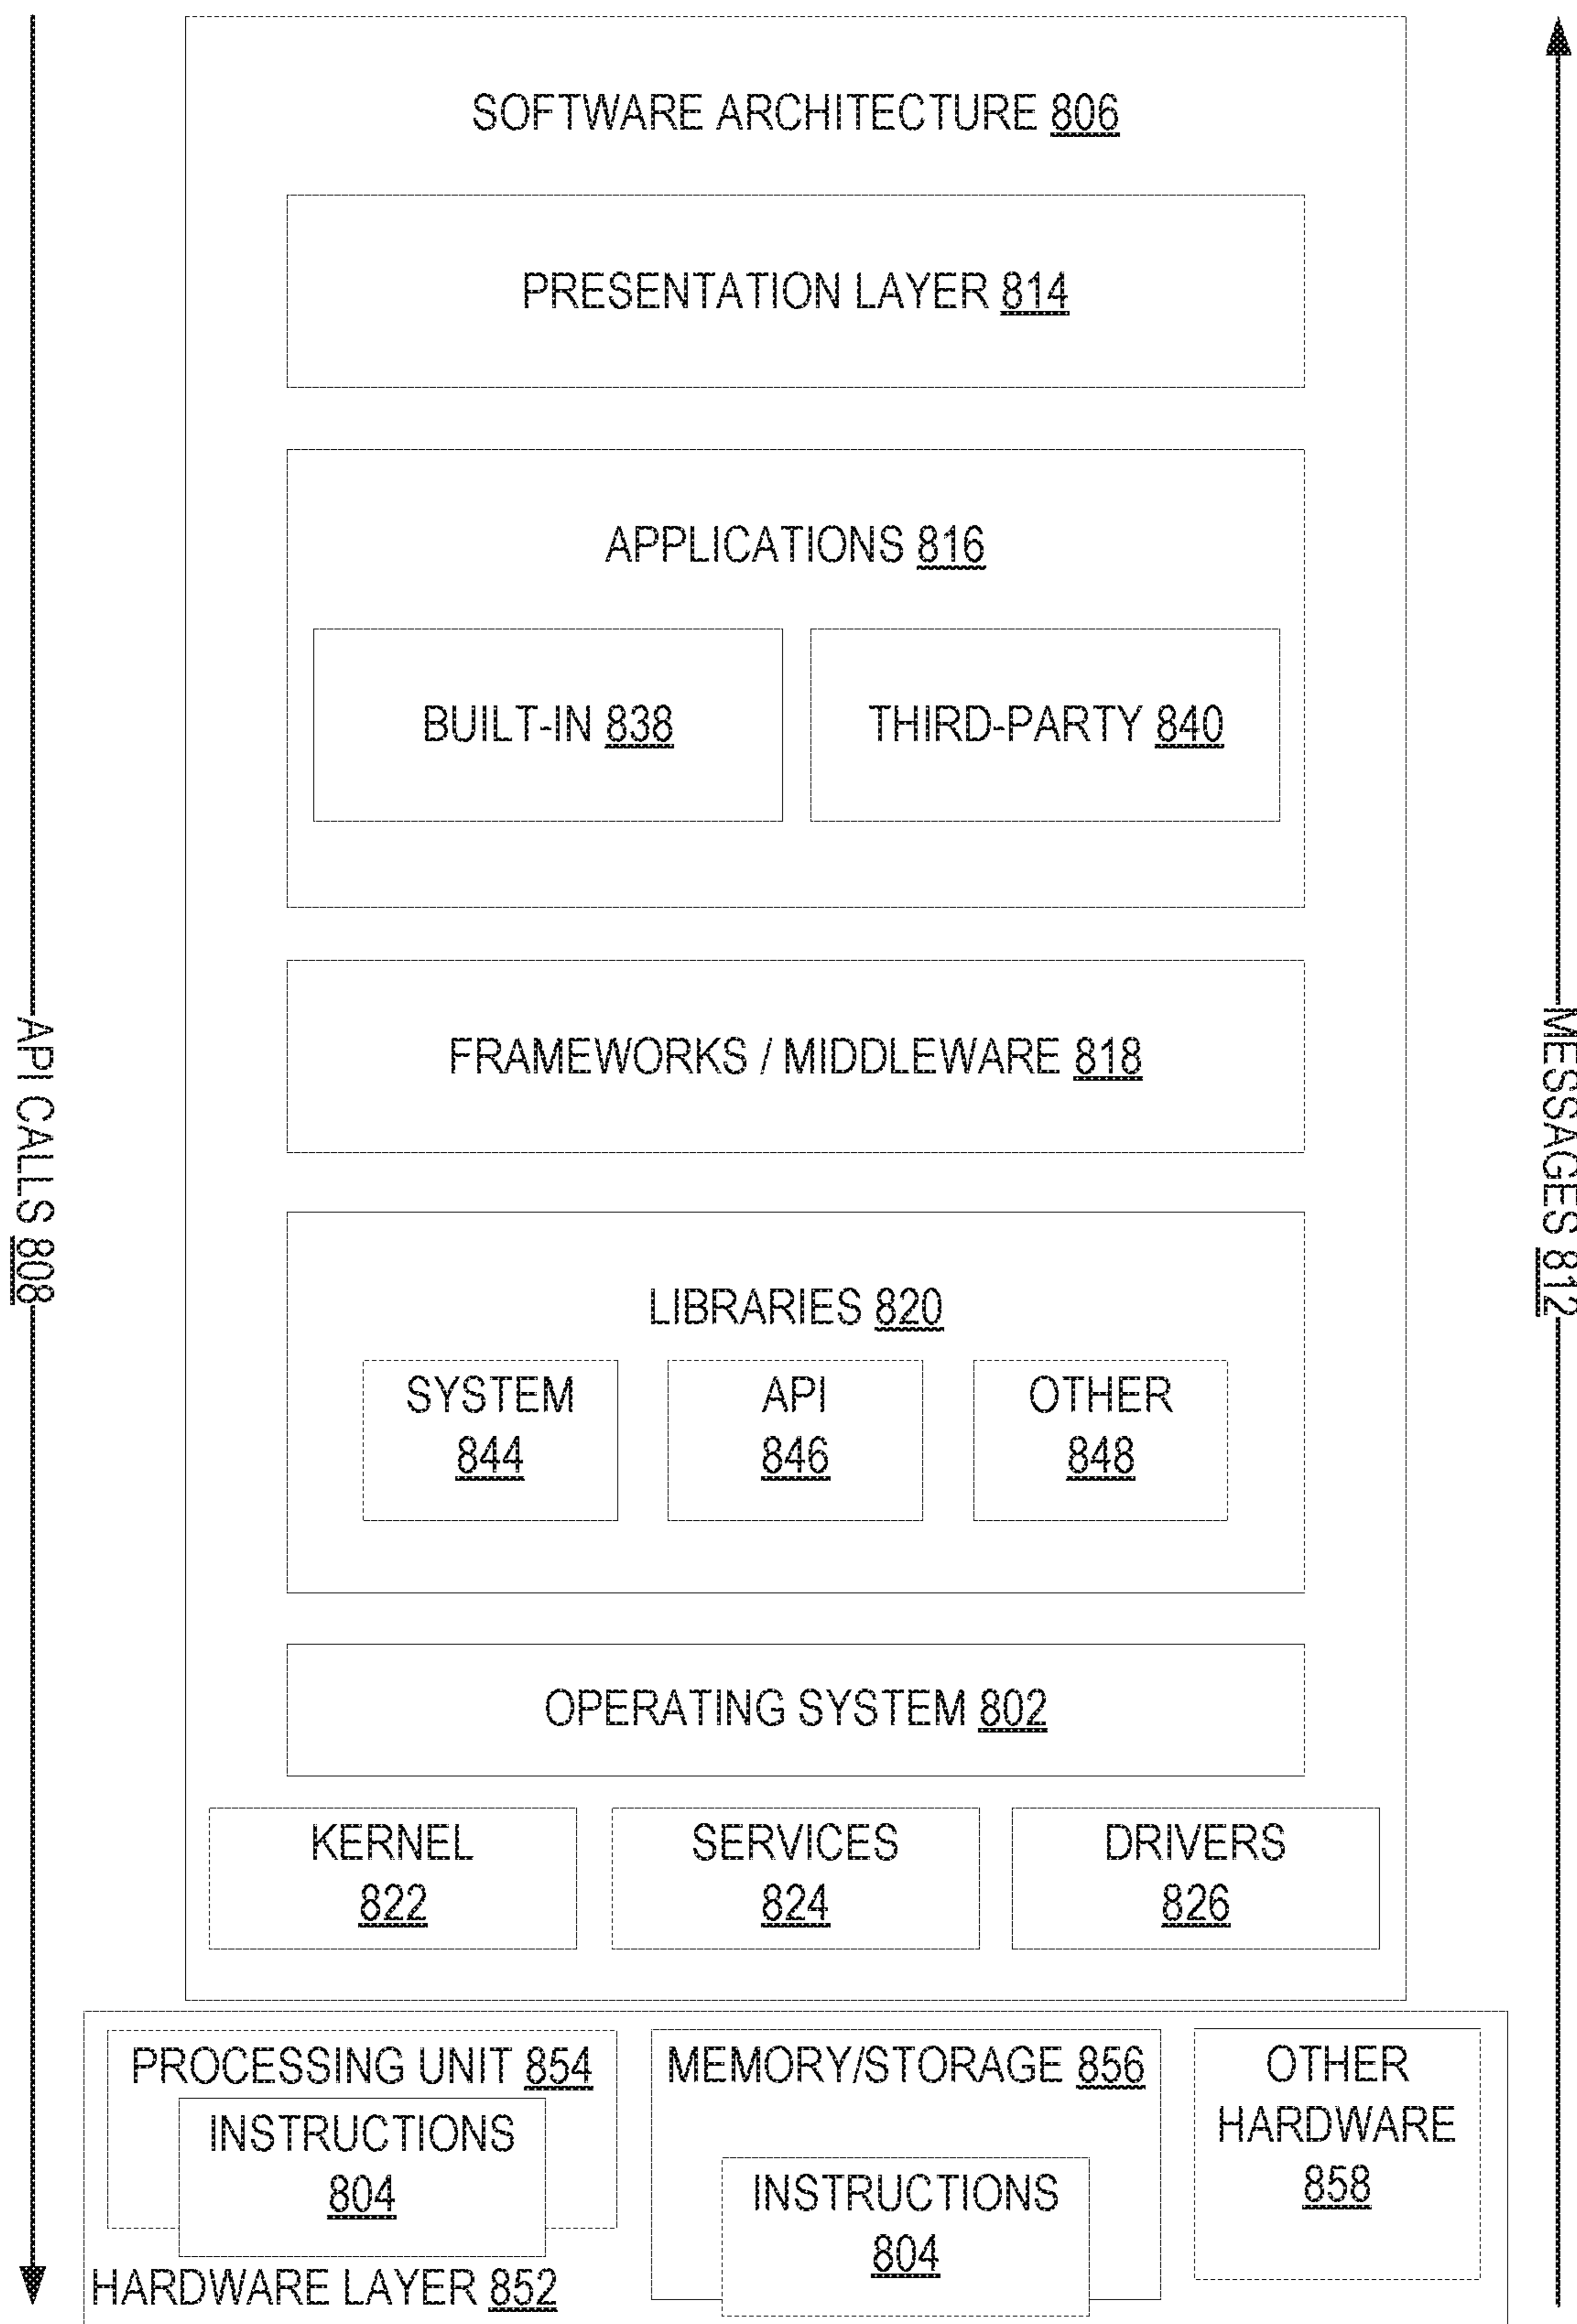 SOFTWARE ARCHITECTURE 806
PRESENTATION LAYER 814
APPLICATIONS 816
BUILT-IN 838
THIRD-PARTY 840
FRAMEWORKS / MIDDLEWARE 818
API CALLS 808
MESSAGES 812
LIBRARIES 820
SYSTEM
844
API
846
OTHER
848
OPERATING SYSTEM 802
KERNEL
822
SERVICES
824
DRIVERS
826
PROCESSING UNIT 854
INSTRUCTIONS
804
MEMORY/STORAGE 856
INSTRUCTIONS
804
OTHER
HARDWARE
858
HARDWARE LAYER 852